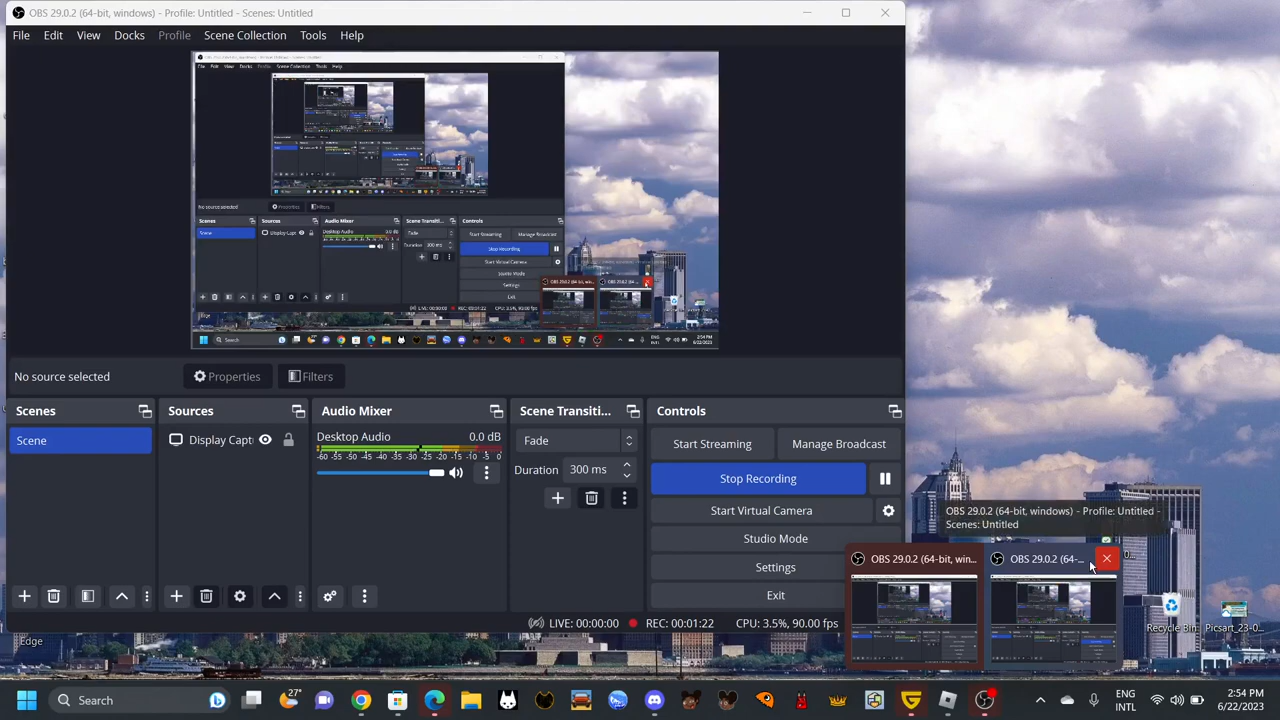 OBS 29.0.2 (64-bit, windows) - Profile: Untitled - Scenes: Untitled
File Edit View Docks Profile Scene Collection Tools Help
No source selected Properties Filters
Scenes
Scene
Sources
Display Capt
Audio Mixer
Desktop Audio 0.0 dB
-60 -55 -50 -45 -40 -35 -30 -25 -20 -15 -10 -5 0
Scene Transiti...
Fade
Duration 300 ms
Controls
Start Streaming Manage Broadcast
Stop Recording
Start Virtual Camera
Studio Mode
Settings
Exit
LIVE: 00:00:00 REC: 00:01:22 CPU: 3.5%, 90.00 fps
OBS 29.0.2 (64-bit, windows) - Profile: Untitled -
Scenes: Untitled
OBS 29.0.2 (64-bit, win... OBS 29.0.2 (64-...
Recycle Bin Picsart 23-0...
Edge
Search 27°
ENG
INTL
2:54 PM
6/22/2023